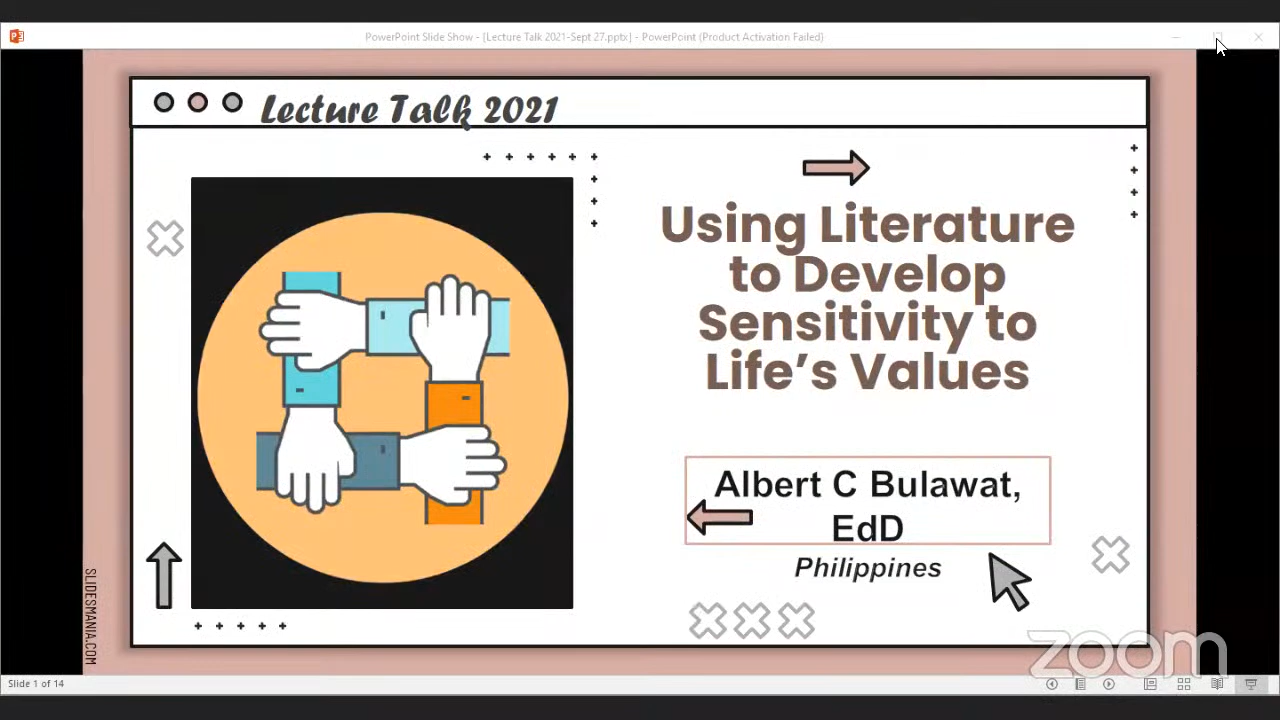 PowerPoint Slide Show - [Lecture Talk 2021-Sept 27.pptx] - PowerPoint (Product Activation Failed)
Lecture Talk 2021
Using Literature
to Develop
Sensitivity to
Life's Values
Albert C Bulawat,
EdD
Philippines
SLIDESMANIA.COM
zoom
Slide 1 of 14